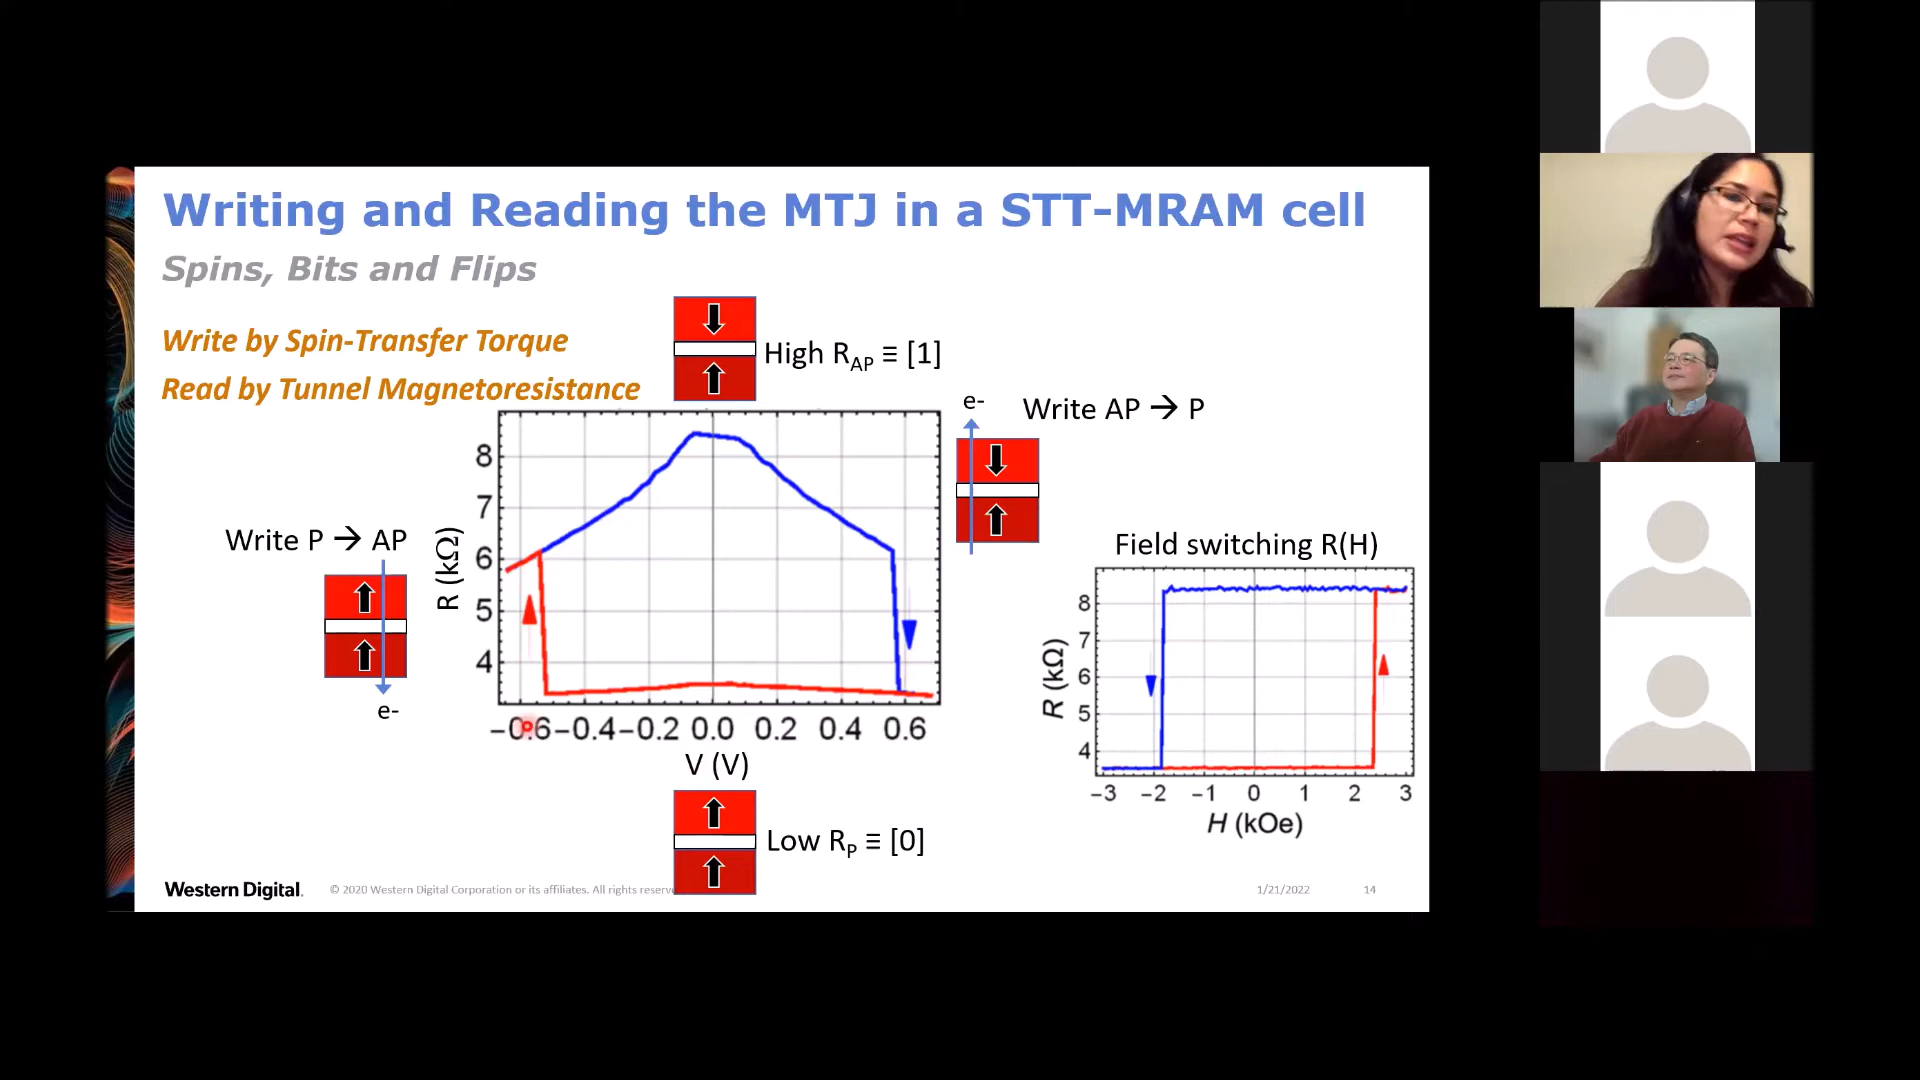 Writing and Reading the MTJ in a STT-MRAM cell
Spins, Bits and Flips
Write by Spin-Transfer Torque
Read by Tunnel Magnetoresistance
High RAP ≡ [1]
e-
Write AP → P
Write P → AP
e-
R (kΩ)
8
7
6
5
4
−0.6 −0.4 −0.2 0.0 0.2 0.4 0.6
V (V)
Field switching R(H)
R (kΩ)
8
7
6
5
4
−3 −2 −1 0 1 2 3
H (kOe)
Low RP ≡ [0]
Western Digital.
© 2020 Western Digital Corporation or its affiliates. All rights
1/21/2022
14